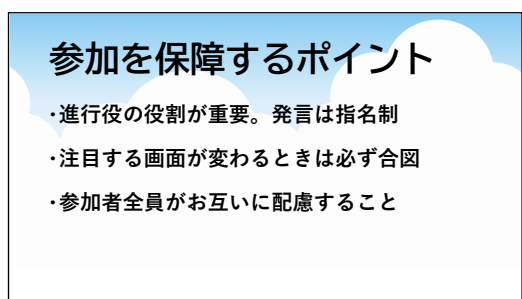 参加を保障するポイント
・進行役の役割が重要。発言は指名制
・注目する画面が変わるときは必ず合図
・参加者全員がお互いに配慮すること